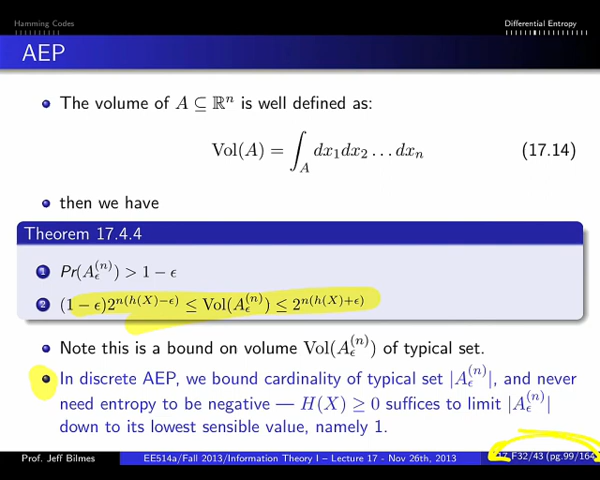 Hamming Codes
Differential Entropy
AEP
The volume of A ⊆ ℝⁿ is well defined as:
Vol(A) = ∫_A dx₁dx₂ … dxₙ (17.14)
then we have
Theorem 17.4.4
1 Pr(A_ϵ^(n)) > 1 − ϵ
2 (1 − ϵ)2^{n(h(X)−ϵ)} ≤ Vol(A_ϵ^(n)) ≤ 2^{n(h(X)+ϵ)}
Note this is a bound on volume Vol(A_ϵ^(n)) of typical set.
In discrete AEP, we bound cardinality of typical set |A_ϵ^(n)|, and never
need entropy to be negative — H(X) ≥ 0 suffices to limit |A_ϵ^(n)|
down to its lowest sensible value, namely 1.
Prof. Jeff Bilmes EE514a/Fall 2013/Information Theory I – Lecture 17 - Nov 26th, 2013 F32/43 (pg.99/164)